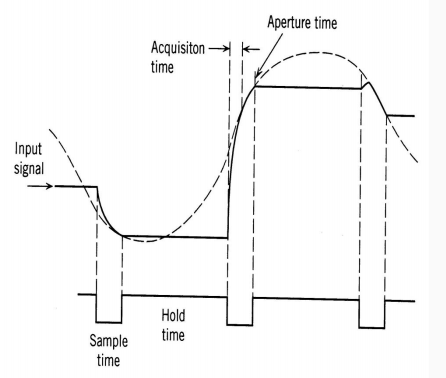 Aperture time
Acquisiton
time
Input
signal
Hold
time
Sample
time